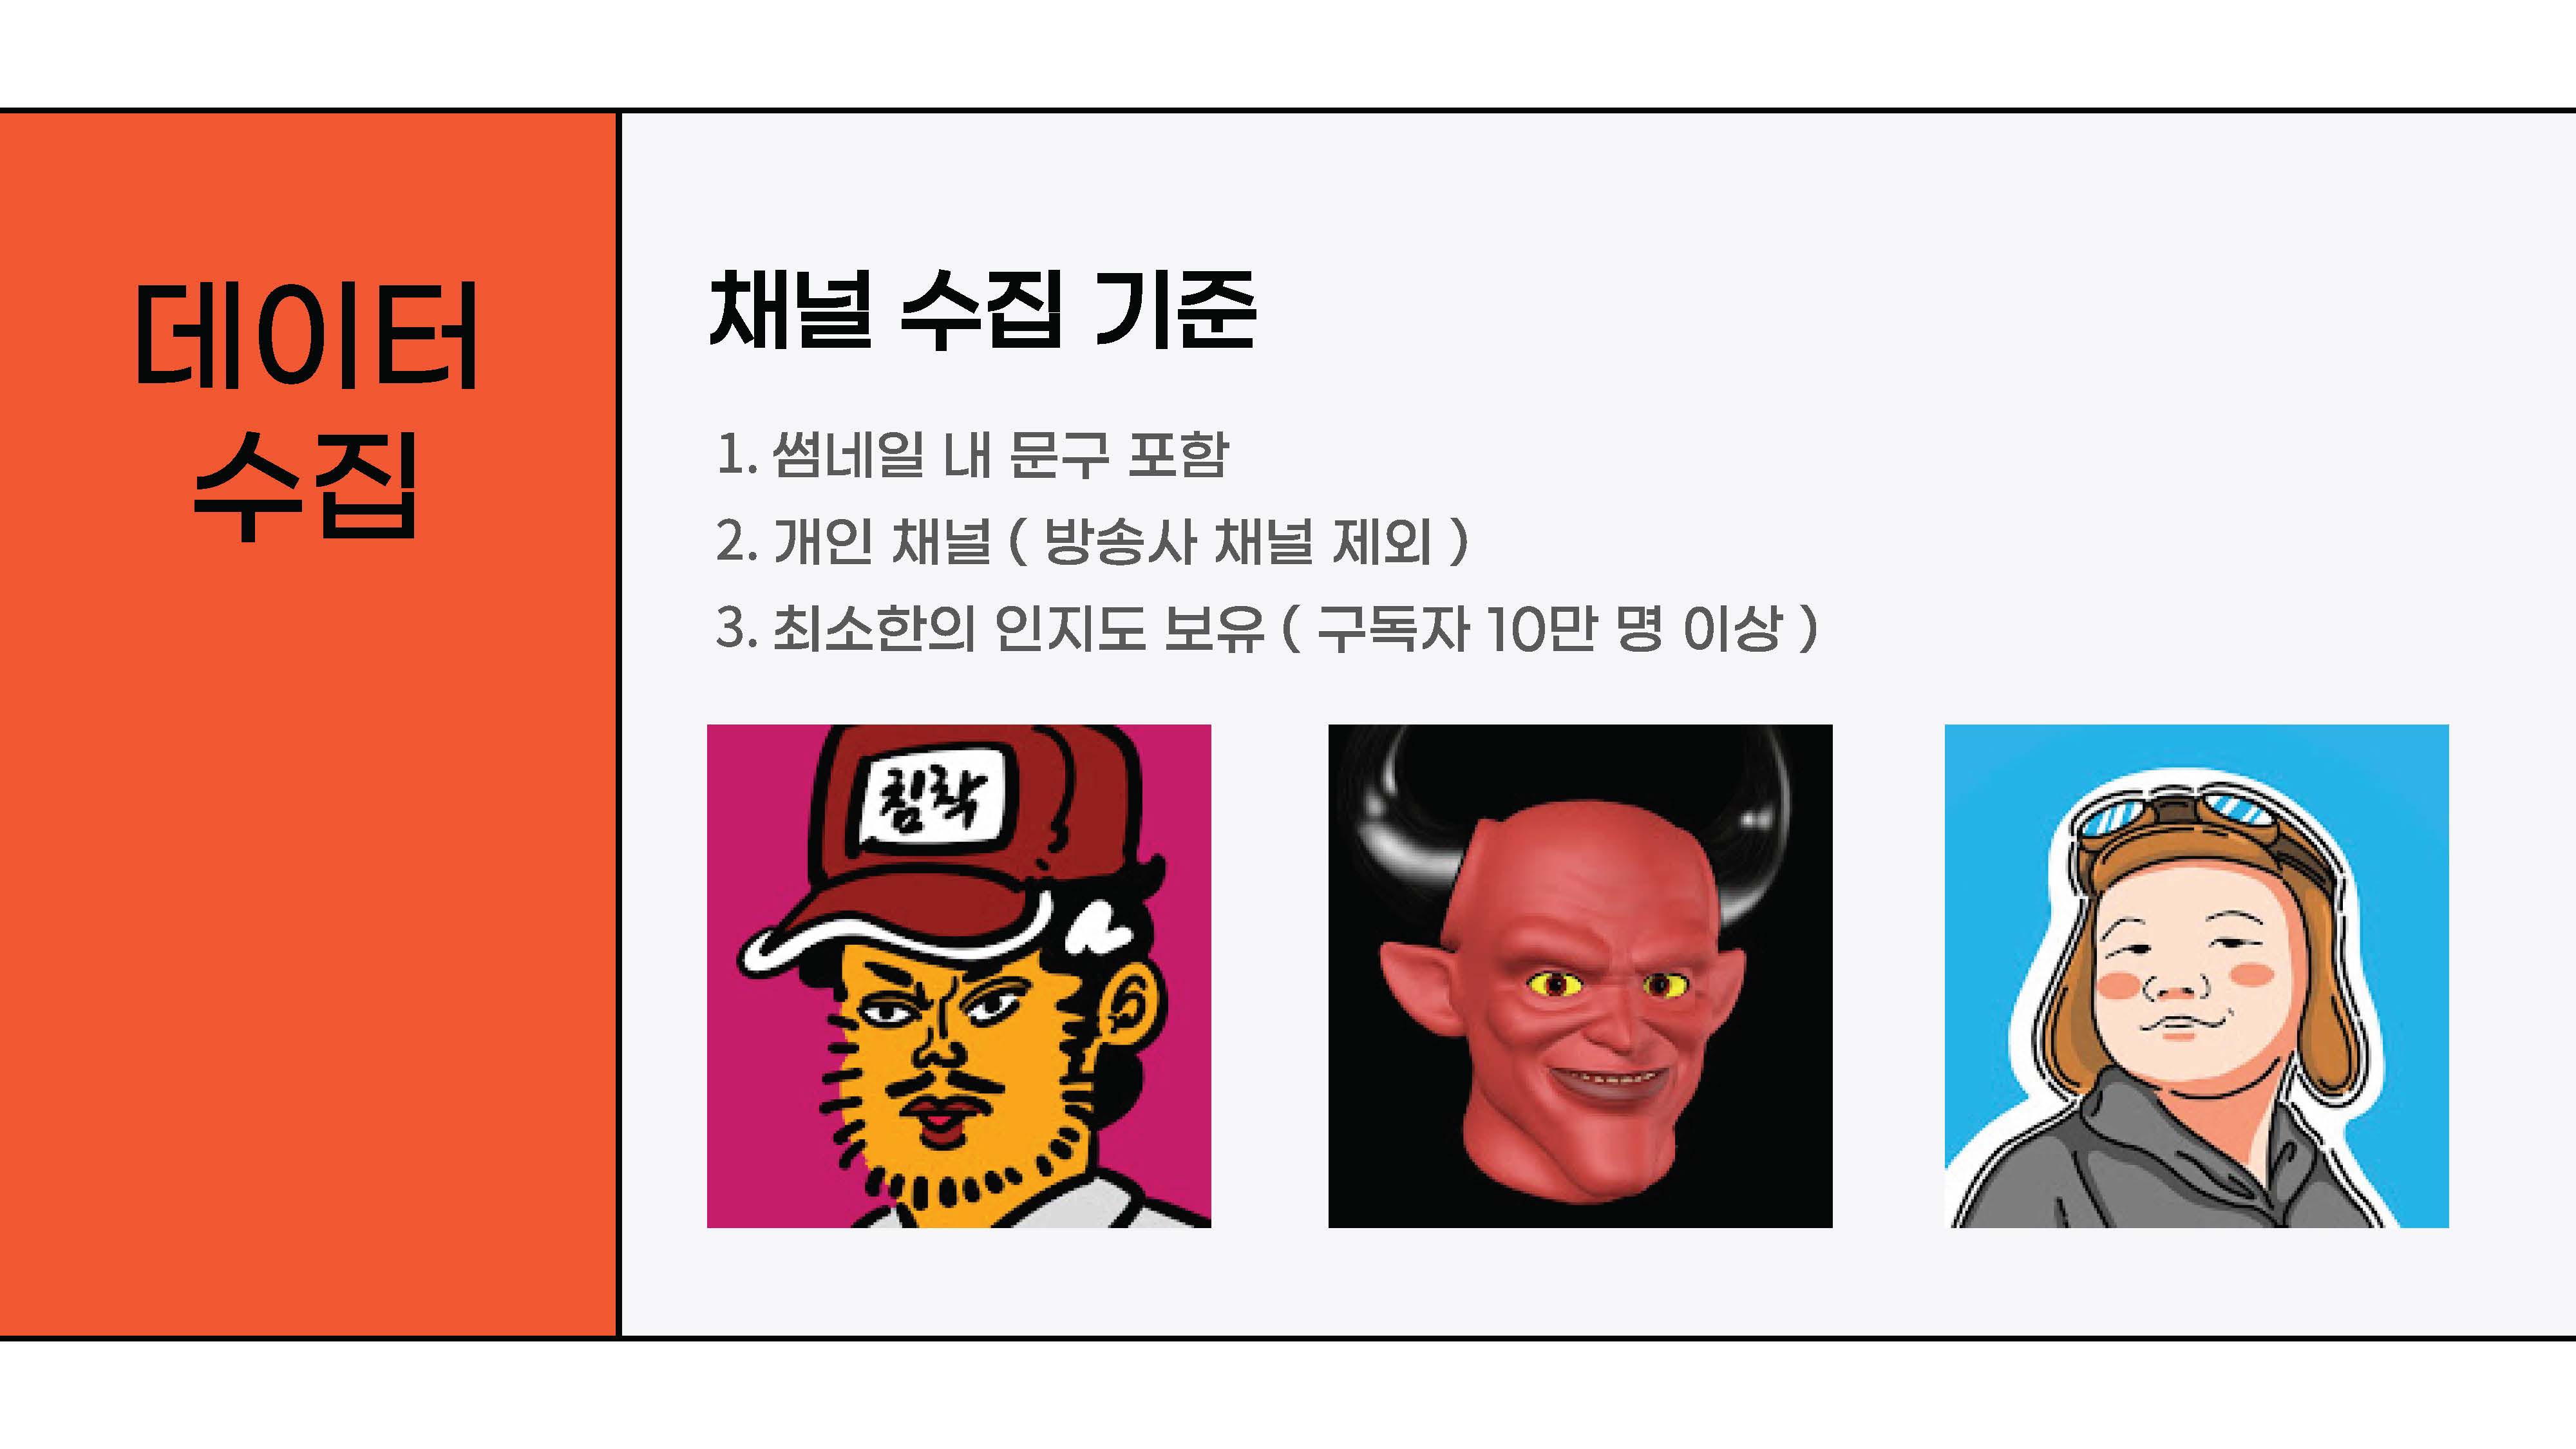 데이터
수집
채널 수집 기준
1. 썸네일 내 문구 포함
2. 개인 채널 ( 방송사 채널 제외 )
3. 최소한의 인지도 보유 ( 구독자 10만 명 이상 )
침착